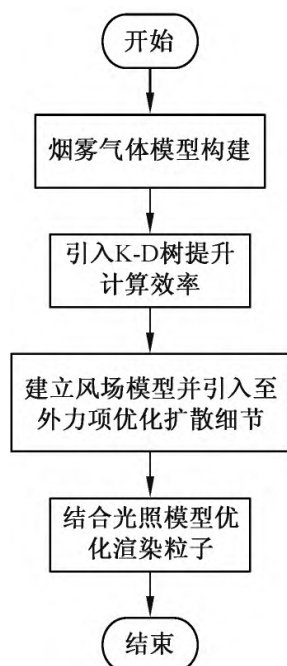 开始
烟雾气体模型构建
引入K-D树提升
计算效率
建立风场模型并引入至
外力项优化扩散细节
结合光照模型优
化渲染粒子
结束